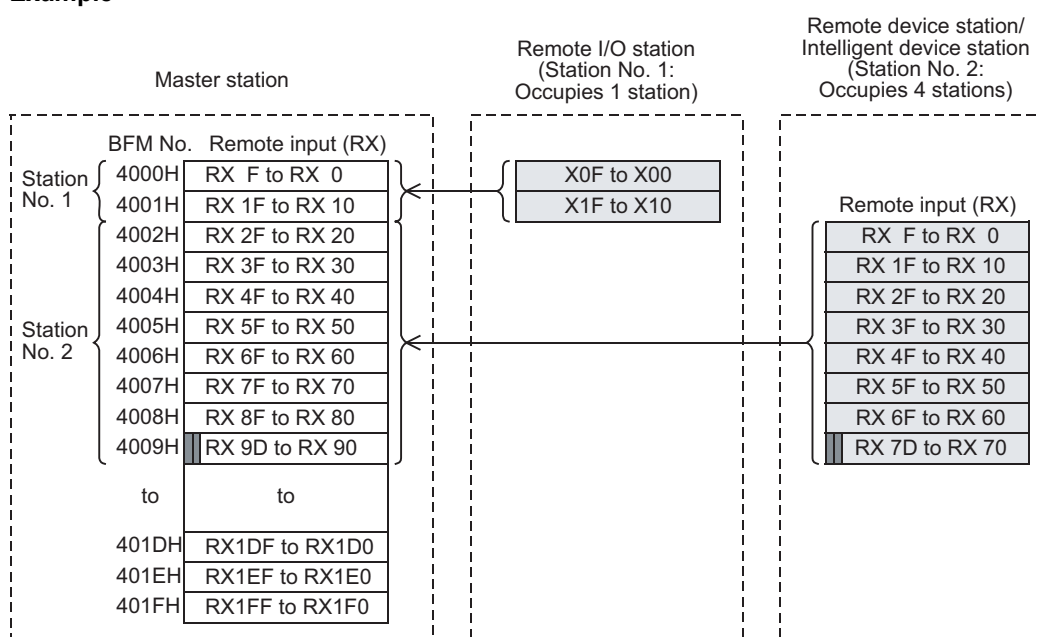 Example
Master station
Remote I/O station
(Station No. 1:
Occupies 1 station)
Remote device station/
Intelligent device station
(Station No. 2:
Occupies 4 stations)
BFM No. Remote input (RX)
Station
No. 1
4000H RX F to RX 0
4001H RX 1F to RX 10
X0F to X00
X1F to X10
Station
No. 2
4002H RX 2F to RX 20
4003H RX 3F to RX 30
4004H RX 4F to RX 40
4005H RX 5F to RX 50
4006H RX 6F to RX 60
4007H RX 7F to RX 70
4008H RX 8F to RX 80
4009H RX 9D to RX 90
to to
401DH RX1DF to RX1D0
401EH RX1EF to RX1E0
401FH RX1FF to RX1F0
Remote input (RX)
RX F to RX 0
RX 1F to RX 10
RX 2F to RX 20
RX 3F to RX 30
RX 4F to RX 40
RX 5F to RX 50
RX 6F to RX 60
RX 7D to RX 70